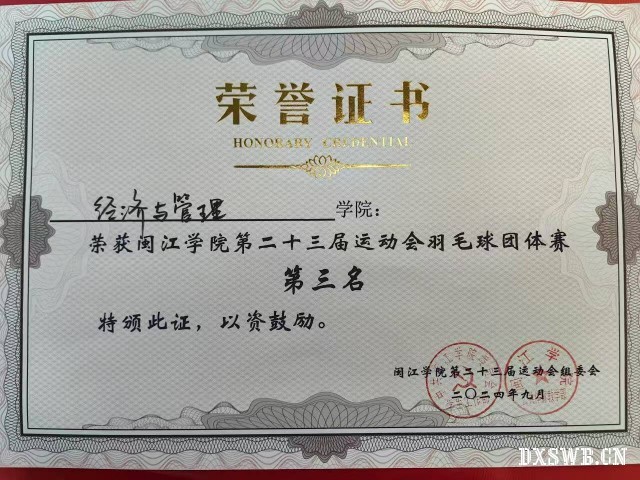 荣誉证书
HONORARY CREDENTIAL
经济与管理 学院：
荣获闽江学院第二十三届运动会羽毛球团体赛
第三名
特颁此证，以资鼓励。
闽江学院第二十三届运动会组委会
二〇二四年九月
DXSWB.CN